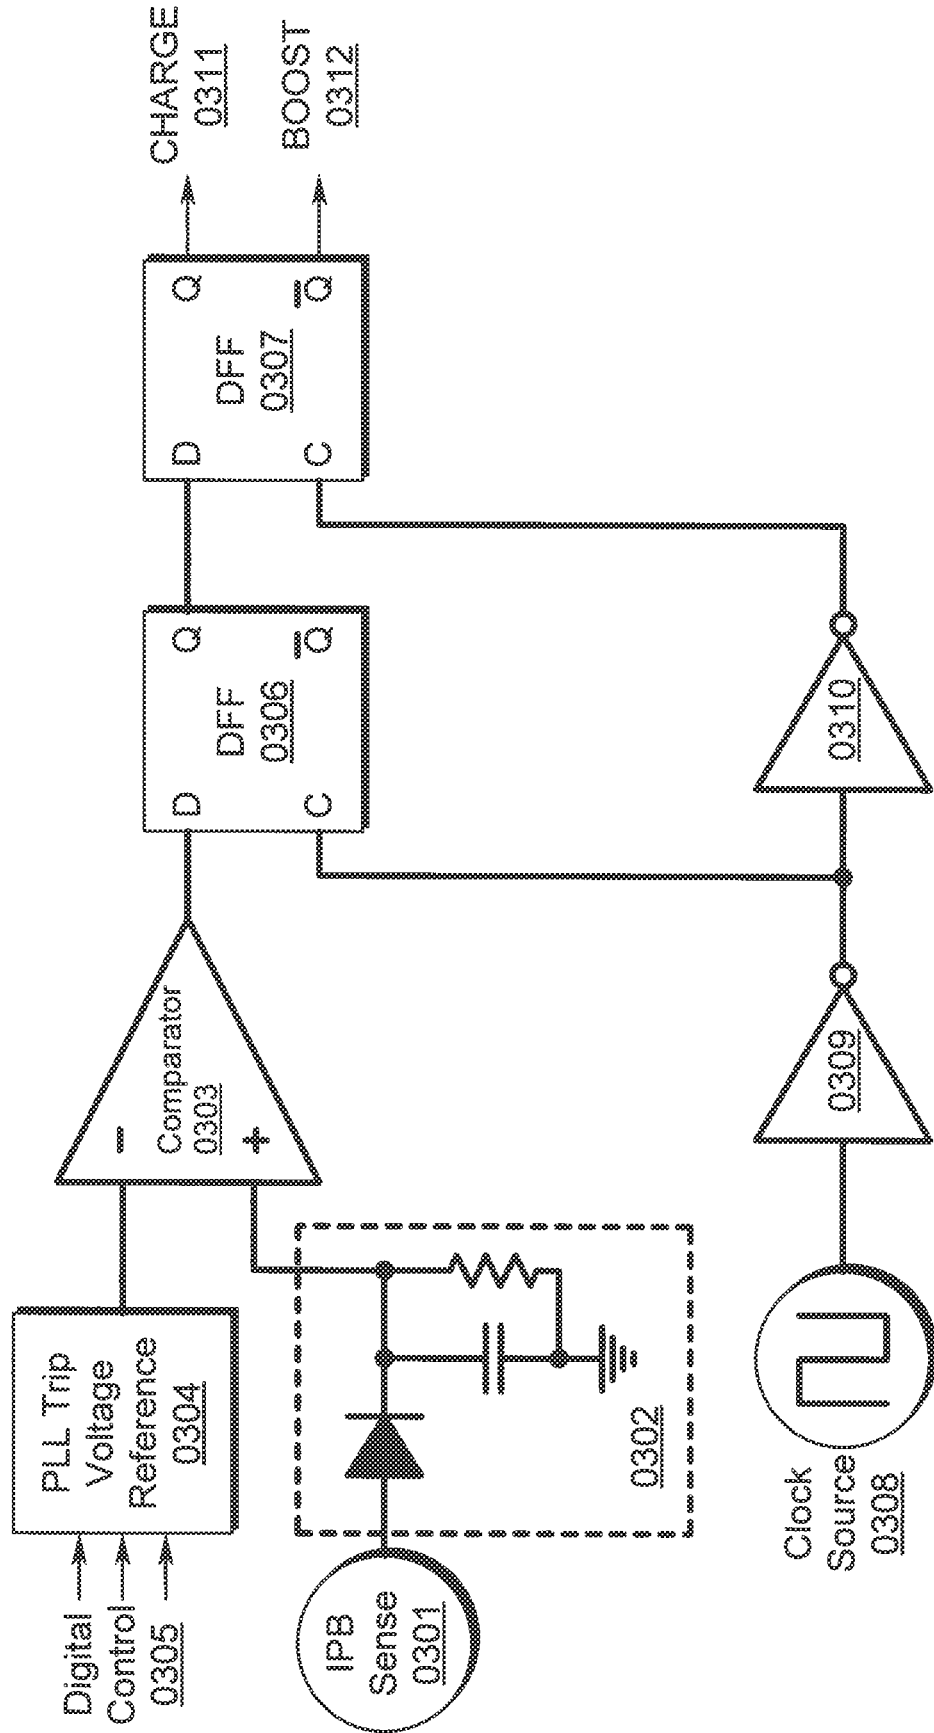 CHARGE
0311
BOOST
0312
D
Q
DFF
0307
C
Q
D
Q
DFF
0306
C
Q
Comparator
0303
-
+
PLL Trip
Voltage
Reference
0304
Digital
Control
0305
IPB
Sense
0301
0302
Clock
Source
0308
0309
0310